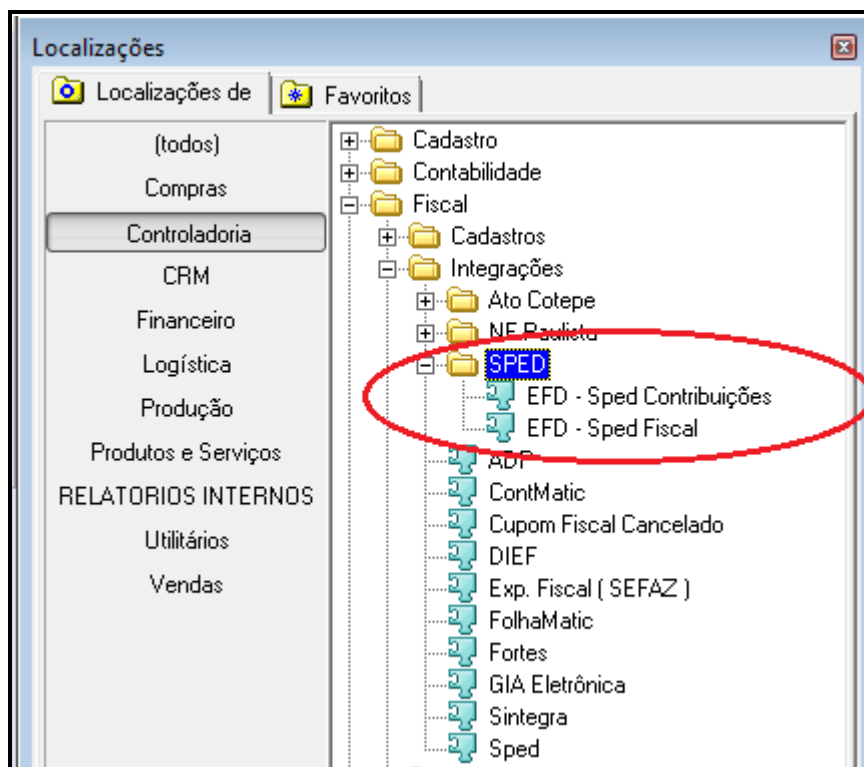 Localizações
Localizações de
Favoritos
(todos)
Compras
Controladoria
CRM
Financeiro
Logística
Produção
Produtos e Serviços
RELATORIOS INTERNOS
Utilitários
Vendas
Cadastro
Contabilidade
Fiscal
Cadastros
Integrações
Ato Cotepe
NF Paulista
SPED
EFD - Sped Contribuições
EFD - Sped Fiscal
ADP
ContMatic
Cupom Fiscal Cancelado
DIEF
Exp. Fiscal ( SEFAZ )
FolhaMatic
Fortes
GIA Eletrônica
Sintegra
Sped